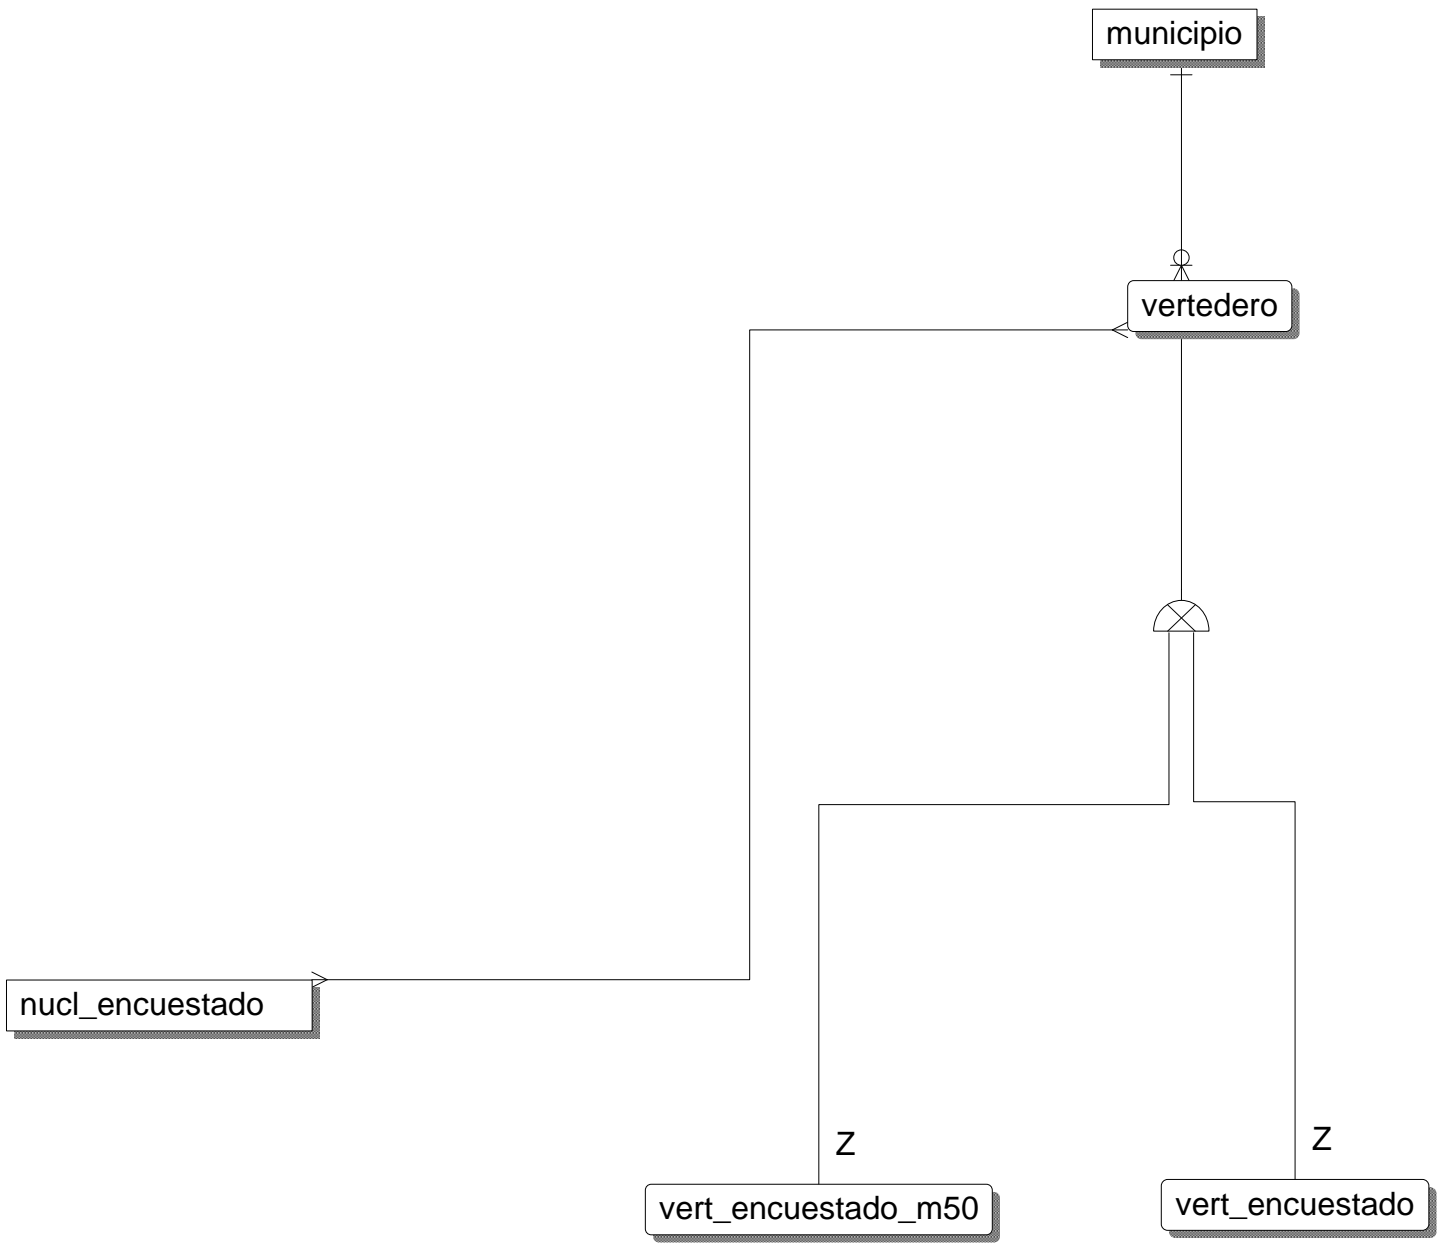 municipio
vertedero
nucl_encuestado
Z
Z
vert_encuestado_m50
vert_encuestado